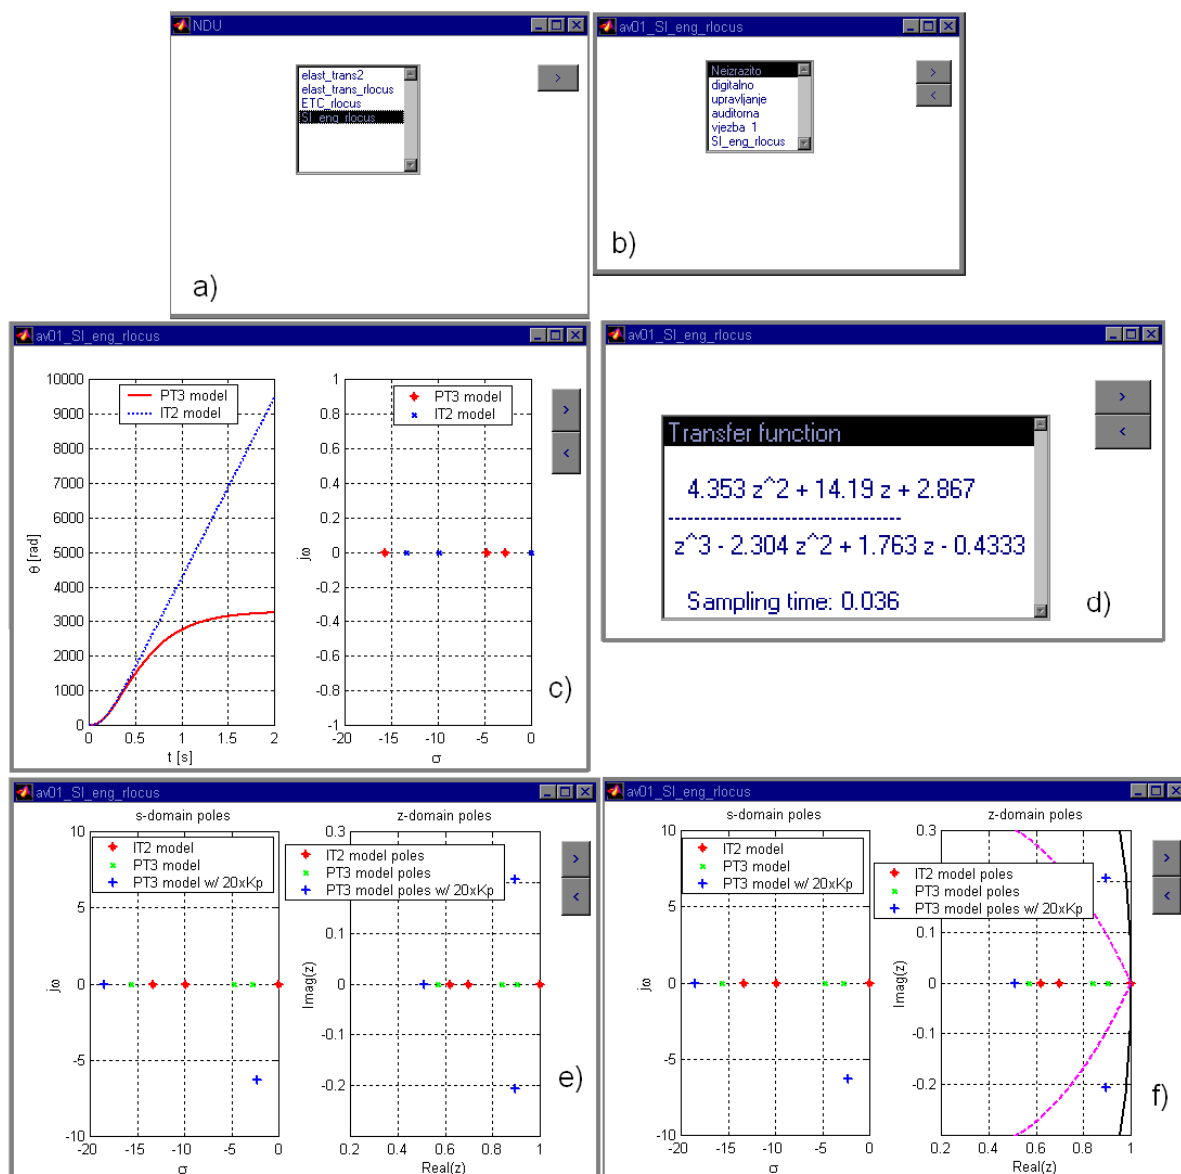 NDU
elast_trans2
elast_trans_rlocus
ETC_rlocus
SI_eng_rlocus
>
a)
av01_SI_eng_rlocus
Neizrazito
digitalno
upravljanje
auditorna
vjezba 1
SI_eng_rlocus
>
<
b)
av01_SI_eng_rlocus
PT3 model
IT2 model
10000
9000
8000
7000
6000
5000
4000
3000
2000
1000
0
θ [rad]
0 0.5 1 1.5 2
t [s]
PT3 model
IT2 model
1
0.8
0.6
0.4
0.2
0
-0.2
-0.4
-0.6
-0.8
-1
jω
-20 -15 -10 -5 0
σ
>
<
c)
av01_SI_eng_rlocus
Transfer function
4.353 z^2 + 14.19 z + 2.867
----------------------------------
z^3 - 2.304 z^2 + 1.763 z - 0.4333
Sampling time: 0.036
>
<
d)
av01_SI_eng_rlocus
s-domain poles
IT2 model
PT3 model
PT3 model w/ 20xKp
10
5
0
-5
-10
jω
-20 -15 -10 -5 0
σ
z-domain poles
IT2 model poles
PT3 model poles
PT3 model poles w/ 20xKp
0.3
0.1
0
-0.1
-0.2
Imag(z)
0.2 0.4 0.6 0.8 1
Real(z)
>
<
e)
av01_SI_eng_rlocus
s-domain poles
IT2 model
PT3 model
PT3 model w/ 20xKp
10
5
0
-5
-10
jω
-20 -15 -10 -5 0
σ
z-domain poles
IT2 model poles
PT3 model poles
PT3 model poles w/ 20xKp
0.3
0.1
0
-0.1
-0.2
Imag(z)
0.2 0.4 0.6 0.8 1
Real(z)
>
<
f)